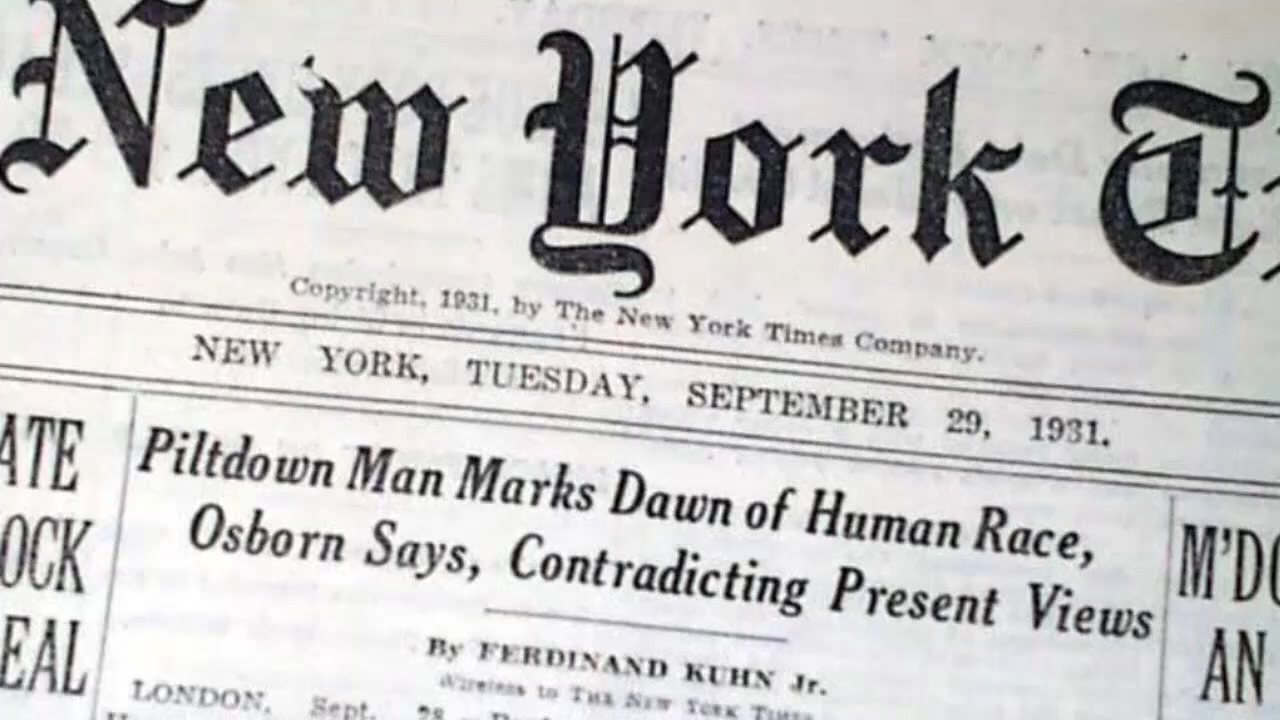 New York T
Copyright, 1931, by The New York Times Company.
NEW YORK, TUESDAY, SEPTEMBER 29, 1931.
ATE
OCK
EAL
Piltdown Man Marks Dawn of Human Race,
Osborn Says, Contradicting Present Views
By FERDINAND KUHN Jr.
Wireless to THE NEW YORK TIMES
LONDON, Sept. 28
M'DO
AN